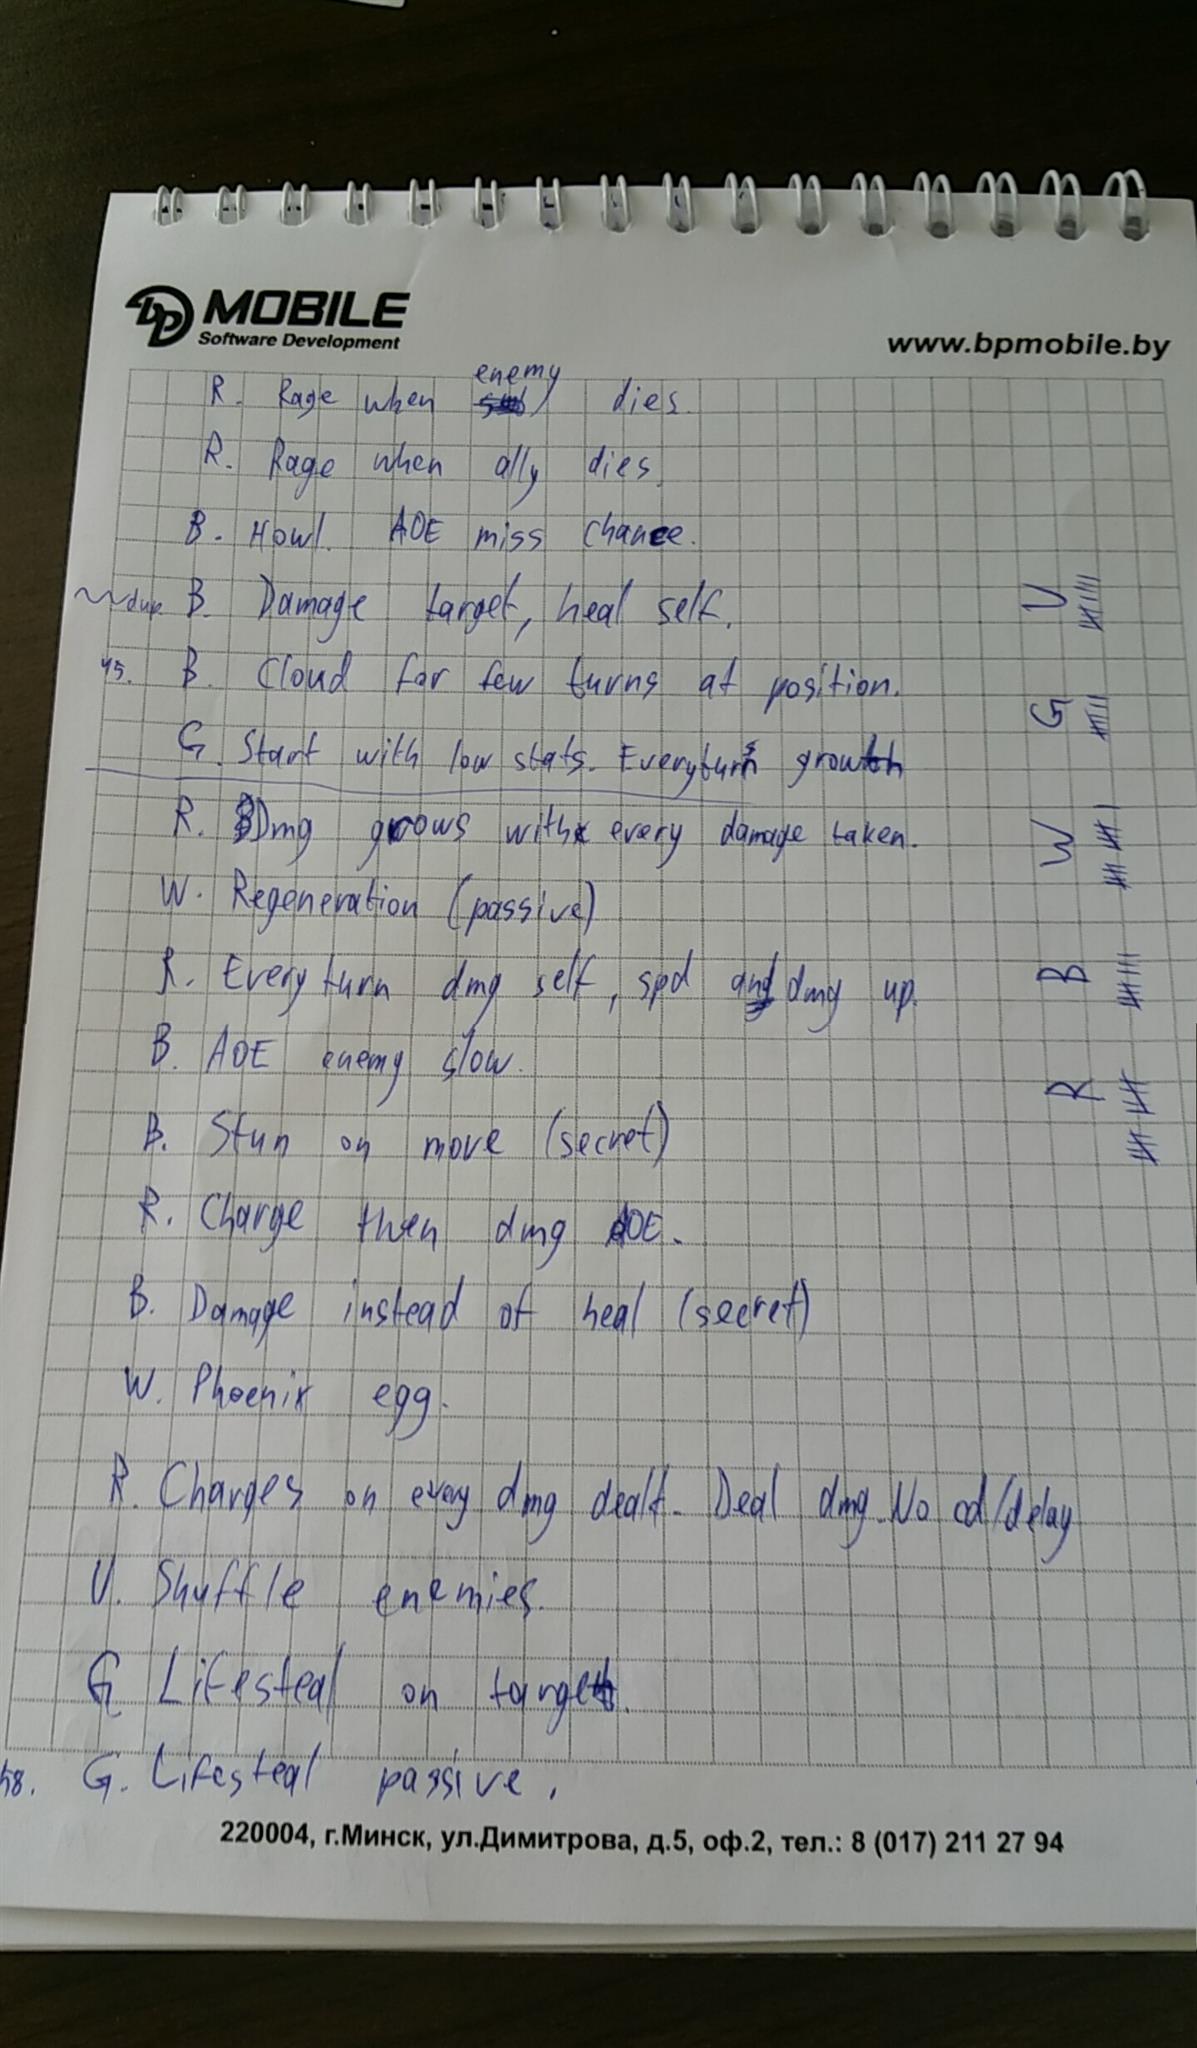 MOBILE
Software Development
www.bpmobile.by
R. Rage when enemy dies.
R. Rage when ally dies.
B. Howl. AOE miss chance.
dup. B. Damage target, heal self.
45. B. Cloud for few turns at position.
G. Start with low stats. Every turn grows
R. Dmg grows with every damage taken.
W. Regeneration (passive)
R. Every turn dmg self, spd and dmg up.
B. AOE enemy slow.
B. Stun on move (secret)
R. Charge then dmg AOE.
B. Damage instead of heal (secret)
W. Phoenix egg.
R. Charges on every dmg dealt. Deal dmg. No cd/delay
U. Shuffle enemies.
G. Lifesteal on target.
58. G. Lifesteal passive.
U
G
W
B
R
220004, г.Минск, ул.Димитрова, д.5, оф.2, тел.: 8 (017) 211 27 94